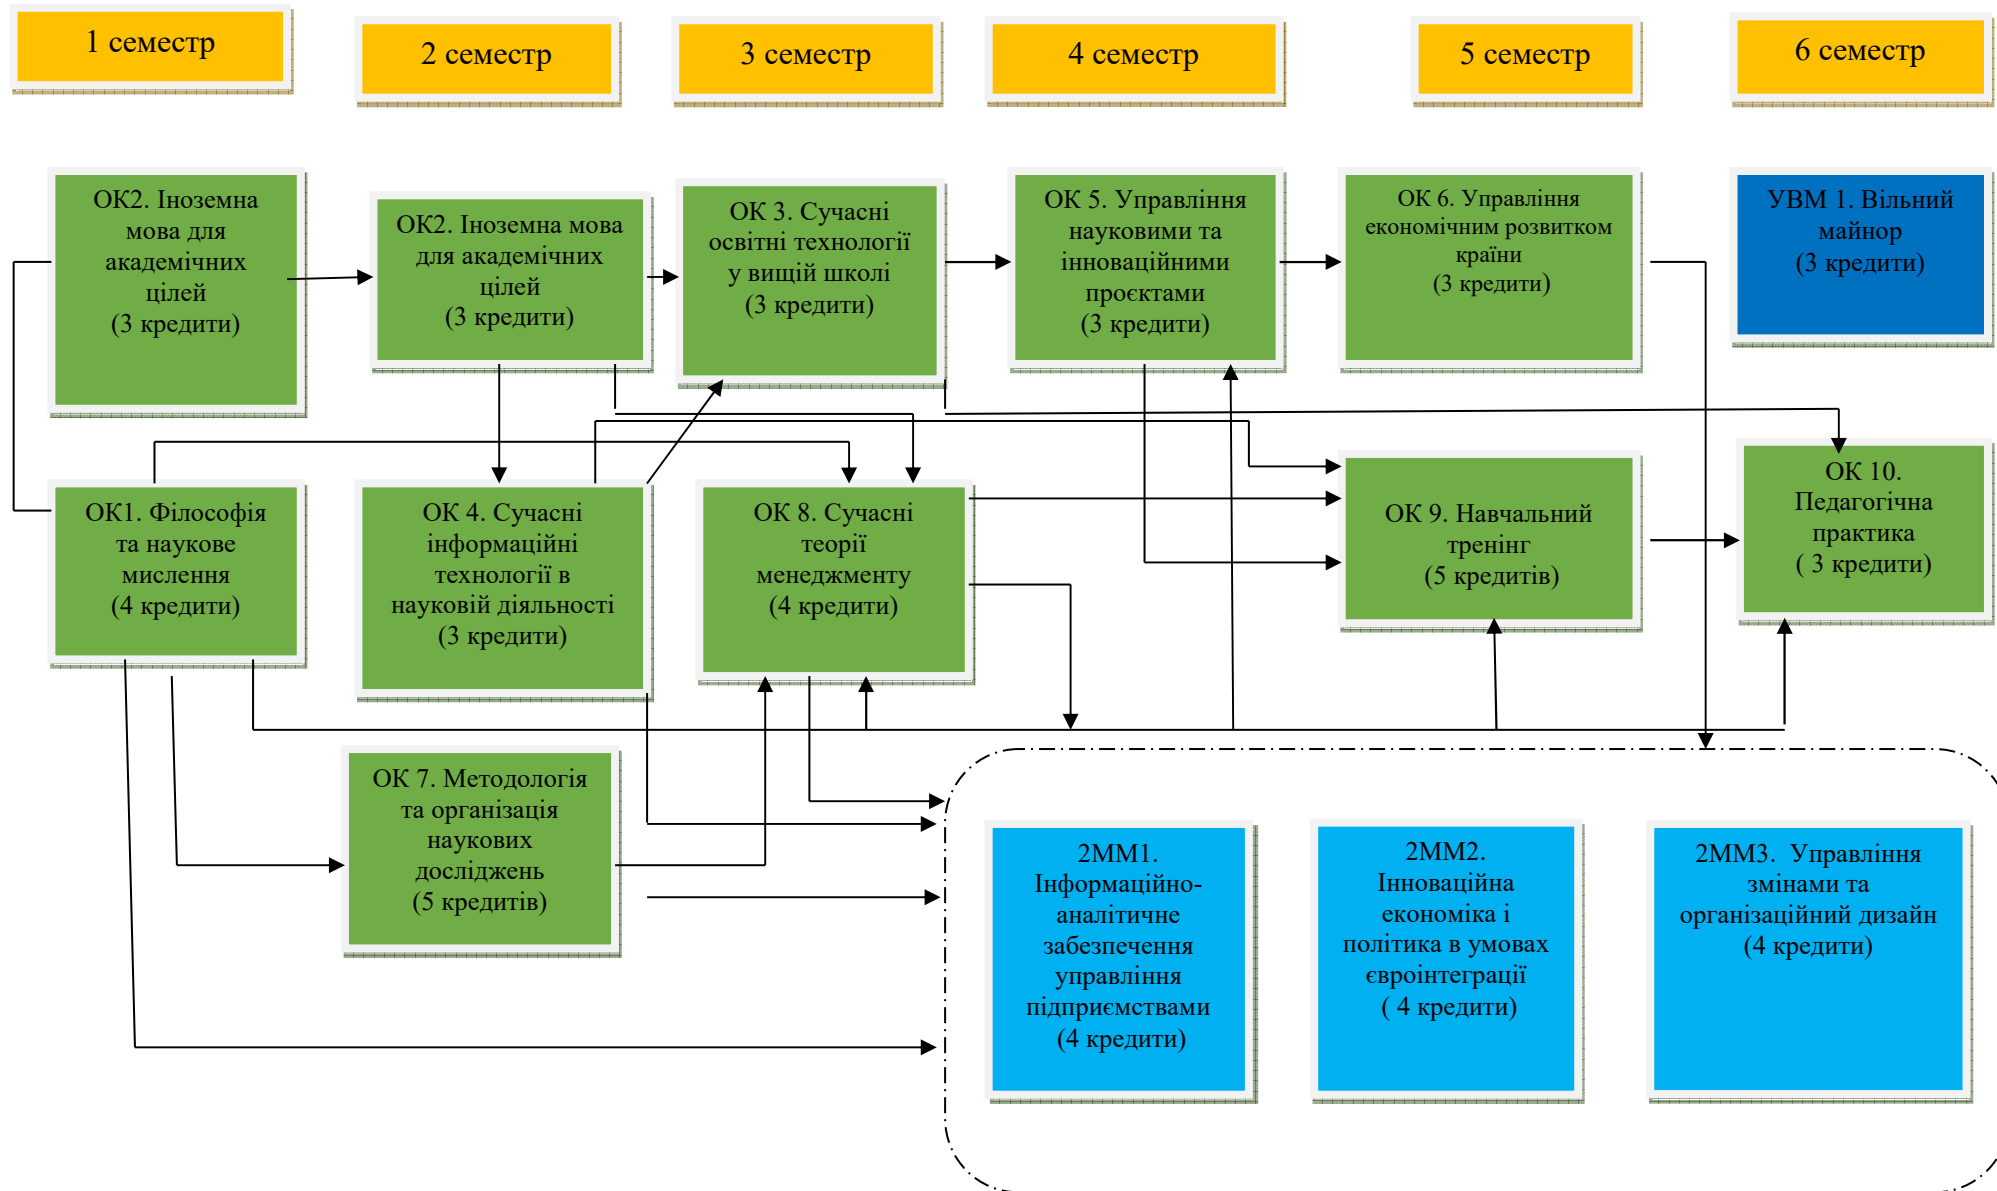 1 семестр
2 семестр
3 семестр
4 семестр
5 семестр
6 семестр
ОК2. Іноземна
мова для
академічних
цілей
(3 кредити)
ОК2. Іноземна мова
для академічних
цілей
(3 кредити)
ОК 3. Сучасні
освітні технології
у вищій школі
(3 кредити)
ОК 5. Управління
науковими та
інноваційними
проєктами
(3 кредити)
ОК 6. Управління
економічним розвитком
країни
(3 кредити)
УВМ 1. Вільний
майнор
(3 кредити)
ОК1. Філософія
та наукове
мислення
(4 кредити)
ОК 4. Сучасні
інформаційні
технології в
науковій діяльності
(3 кредити)
ОК 8. Сучасні
теорії
менеджменту
(4 кредити)
ОК 9. Навчальний
тренінг
(5 кредитів)
ОК 10.
Педагогічна
практика
( 3 кредити)
ОК 7. Методологія
та організація
наукових
досліджень
(5 кредитів)
2ММ1.
Інформаційно-
аналітичне
забезпечення
управління
підприємствами
(4 кредити)
2ММ2.
Інноваційна
економіка і
політика в умовах
євроінтеграції
( 4 кредити)
2ММ3.  Управління
змінами та
організаційний дизайн
(4 кредити)